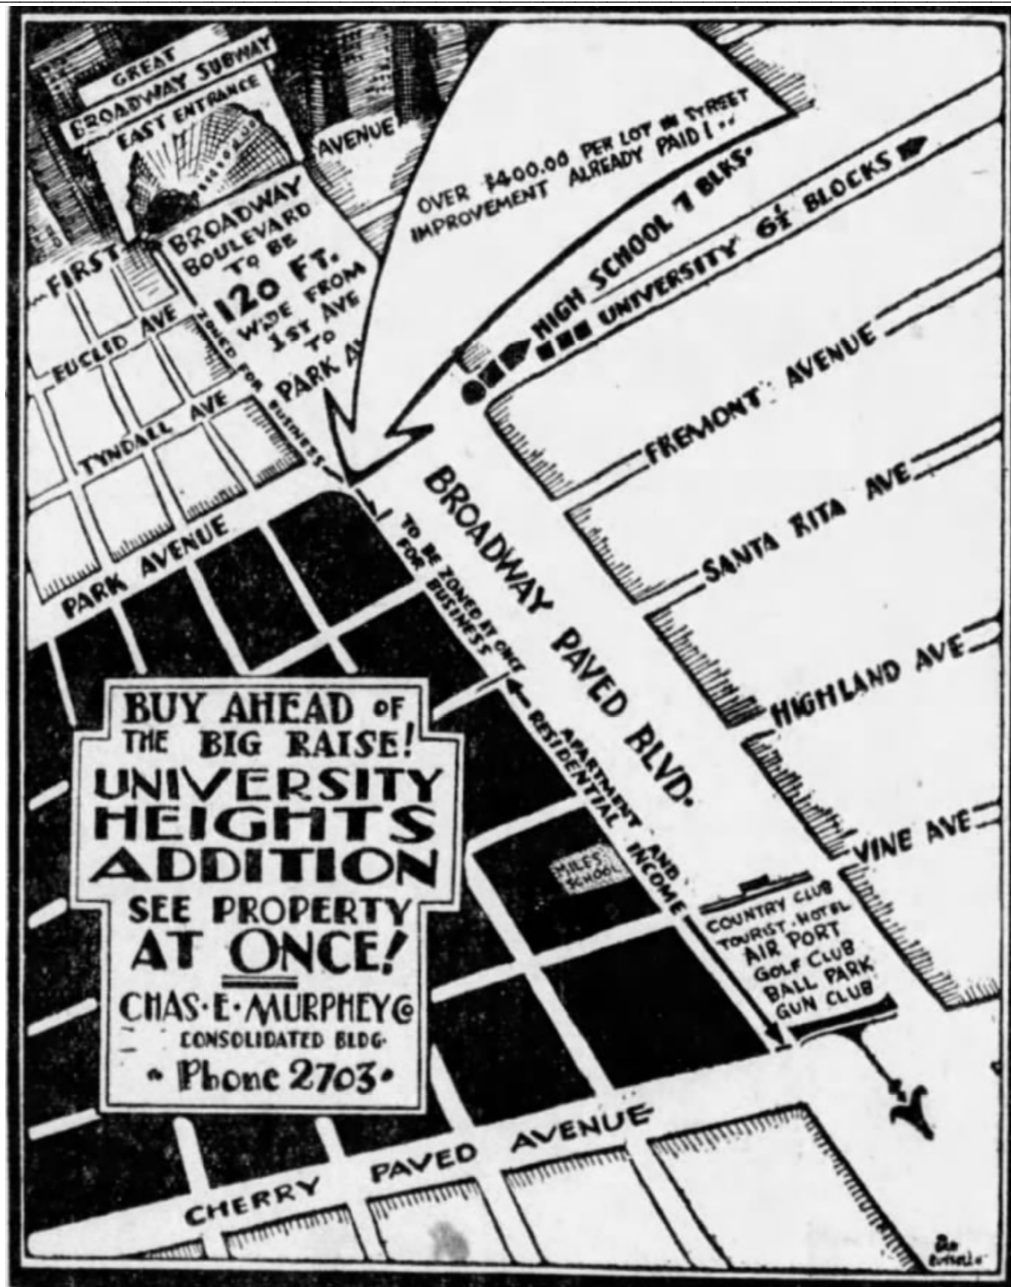 GREAT
BROADWAY SUBWAY
EAST ENTRANCE
AVENUE
OVER $400.00 PER LOT IN STREET
IMPROVEMENT ALREADY PAID!
BROADWAY
BOULEVARD
TO BE
120 FT.
WIDE FROM
1ST AVE
TO
PARK AV
FIRST
EUCLID AVE
TYNDALL AVE
PARK AVENUE
ZONED FOR
BUSINESS
HIGH SCHOOL 7 BLKS.
UNIVERSITY 6½ BLOCKS
FREMONT AVENUE
SANTA RITA AVE
HIGHLAND AVE
VINE AVE
BROADWAY PAVED BLVD.
TO BE ZONED AT ONCE
FOR BUSINESS
APARTMENT AND
RESIDENTIAL INCOME
MILES
SCHOOL
COUNTRY CLUB
TOURIST-HOTEL
AIR PORT
GOLF CLUB
BALL PARK
GUN CLUB
BUY AHEAD OF
THE BIG RAISE!
UNIVERSITY
HEIGHTS
ADDITION
SEE PROPERTY
AT ONCE!
CHAS·E·MURPHEY Co
CONSOLIDATED BLDG.
Phone 2703
CHERRY PAVED AVENUE